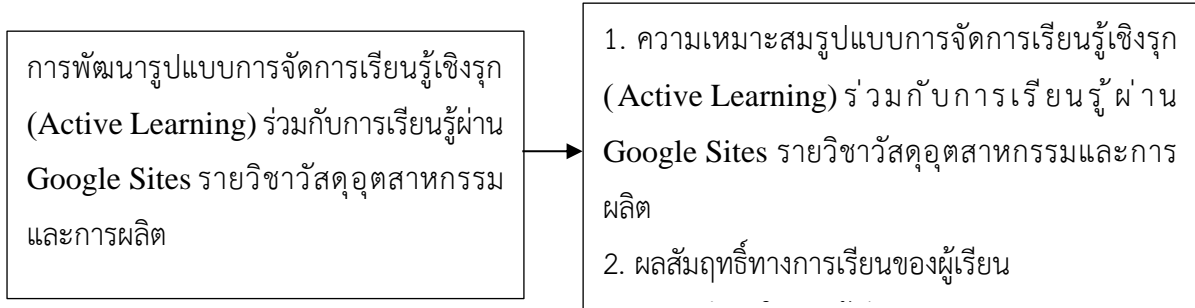 การพัฒนารูปแบบการจัดการเรียนรู้เชิงรุก
(Active Learning) ร่วมกับการเรียนรู้ผ่าน
Google Sites รายวิชาวัสดุอุตสาหกรรม
และการผลิต
1. ความเหมาะสมรูปแบบการจัดการเรียนรู้เชิงรุก
(Active Learning) ร่วมกับการเรียนรู้ผ่าน
Google Sites รายวิชาวัสดุอุตสาหกรรมและการ
ผลิต
2. ผลสัมฤทธิ์ทางการเรียนของผู้เรียน